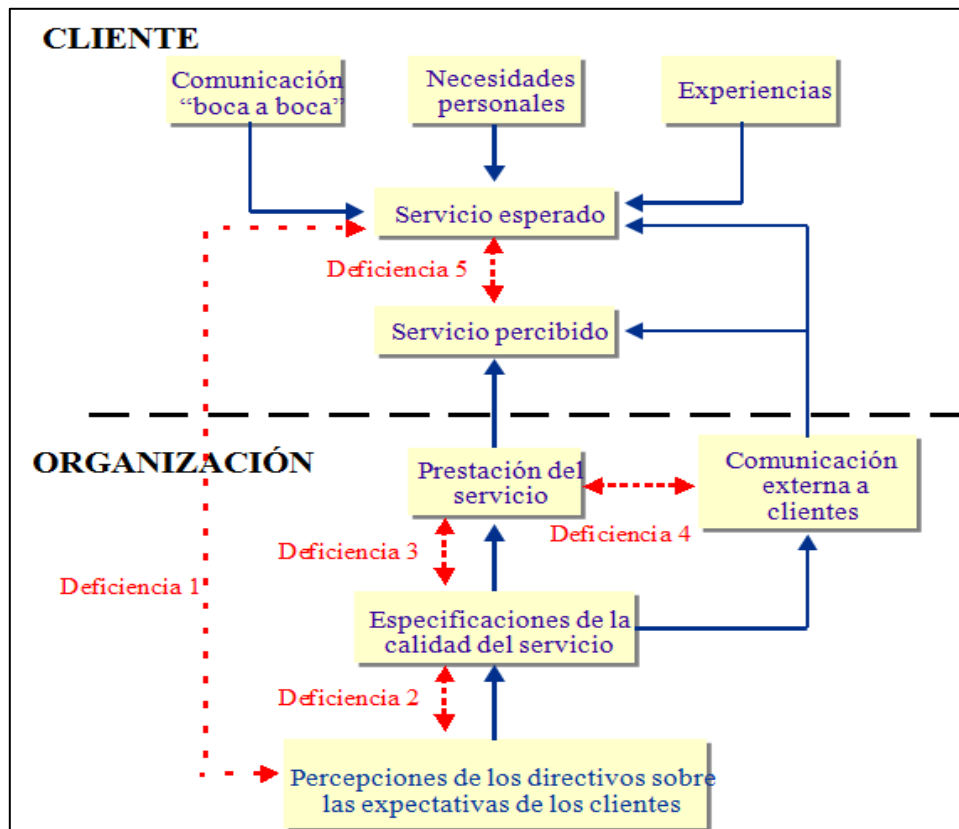 CLIENTE
Comunicación
“boca a boca”
Necesidades
personales
Experiencias
Servicio esperado
Deficiencia 5
Servicio percibido
ORGANIZACIÓN
Prestación del
servicio
Comunicación
externa a
clientes
Deficiencia 4
Deficiencia 3
Deficiencia 1
Especificaciones de la
calidad del servicio
Deficiencia 2
Percepciones de los directivos sobre
las expectativas de los clientes